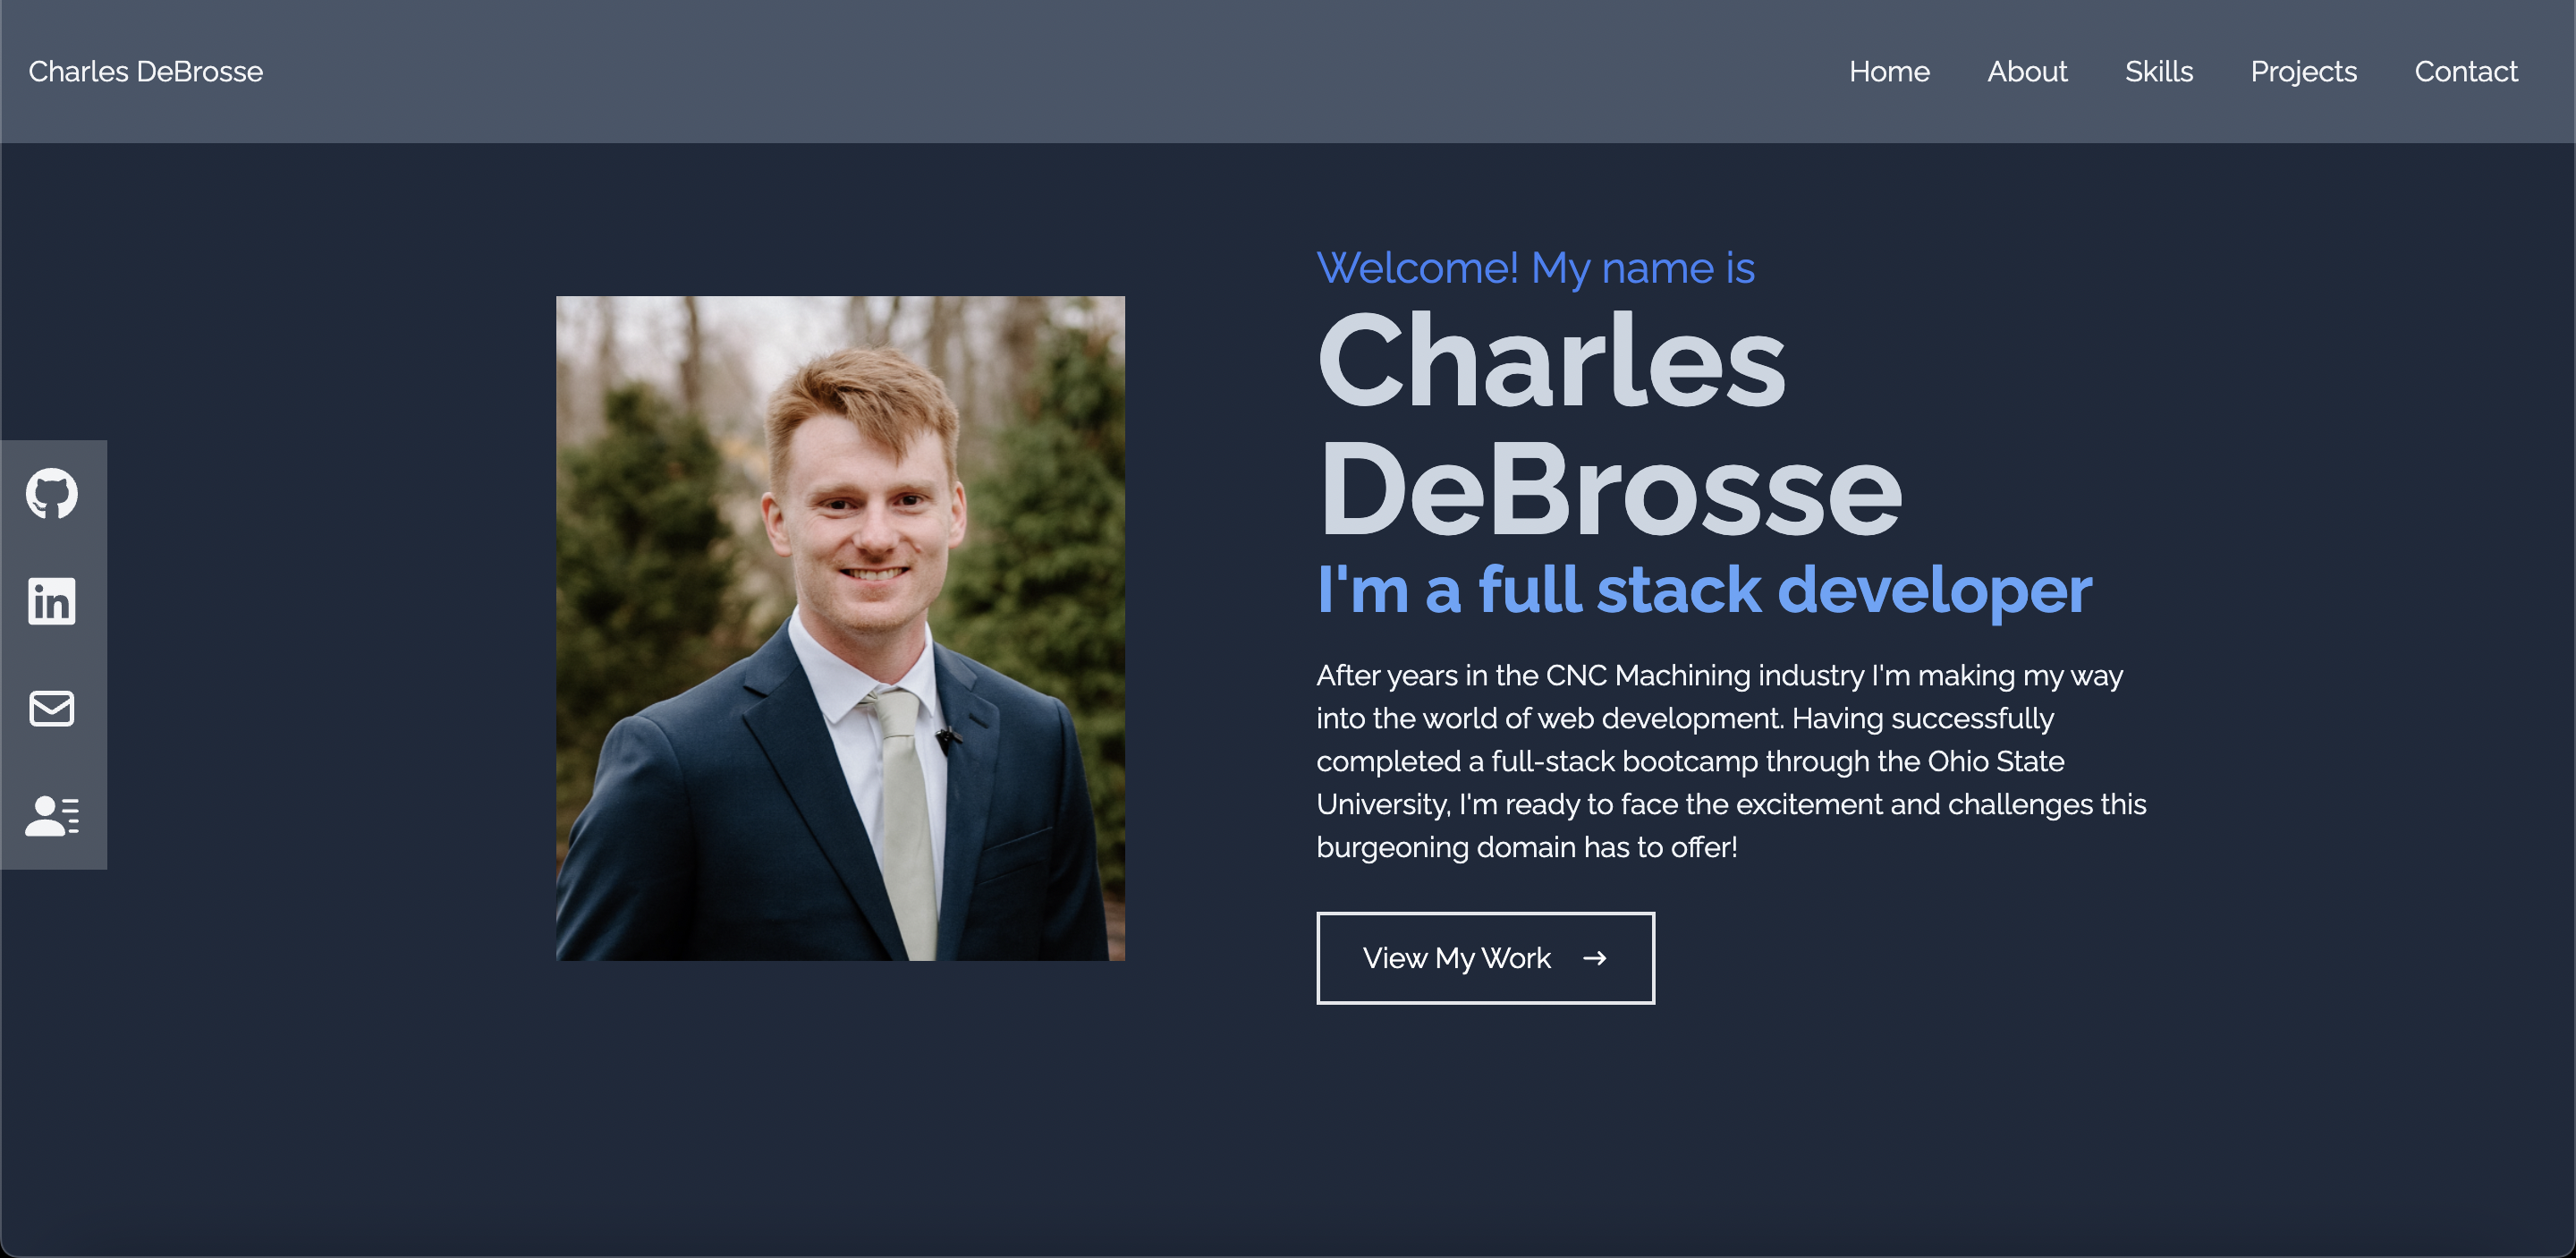 Charles DeBrosse
Home About Skills Projects Contact
Welcome! My name is
Charles
DeBrosse
I'm a full stack developer
After years in the CNC Machining industry I'm making my way
into the world of web development. Having successfully
completed a full-stack bootcamp through the Ohio State
University, I'm ready to face the excitement and challenges this
burgeoning domain has to offer!
View My Work →
in